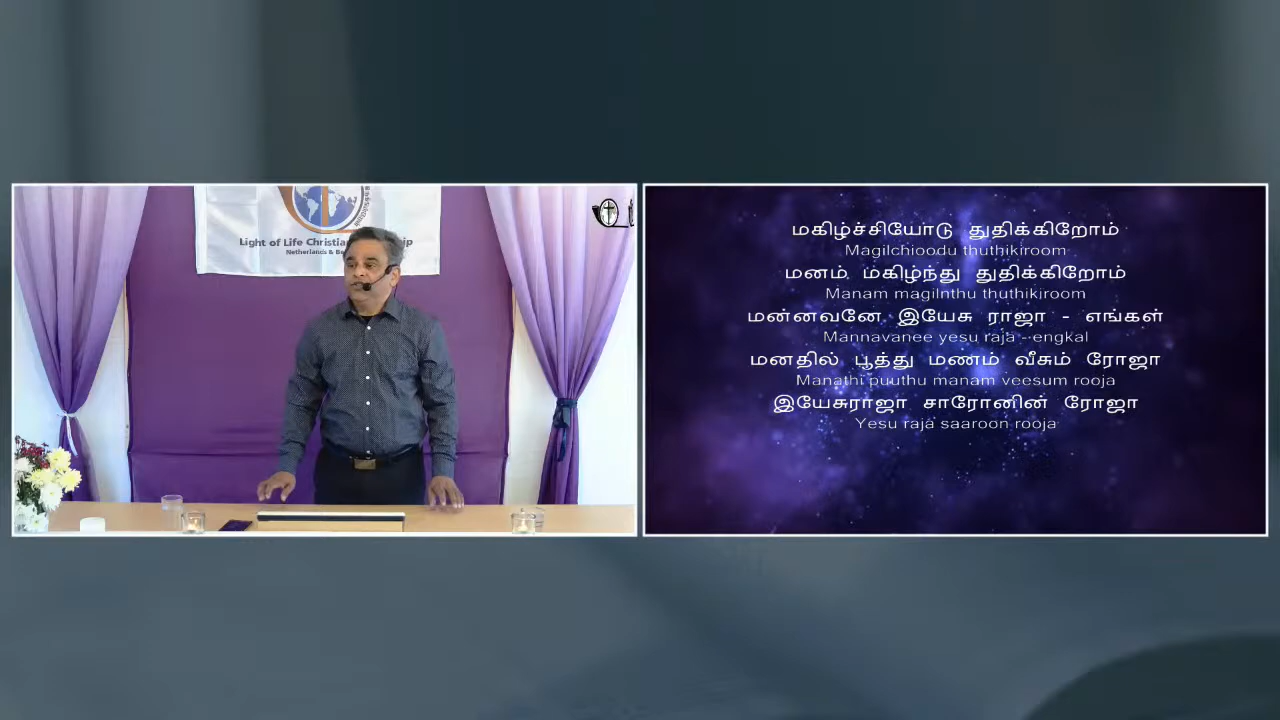 Light of Life Christian
Netherlands &
மகிழ்ச்சியோடு துதிக்கிறோம்
Magilchioodu thuthikiroom
மனம் மகிழ்ந்து துதிக்கிறோம்
Manam magilnthu thuthikiroom
மன்னவனே இயேசு ராஜா - எங்கள்
Mannavanee yesu raja - engkal
மனதில் பூத்து மணம் வீசும் ரோஜா
Manathi puuthu manam veesum rooja
இயேசுராஜா சாரோனின் ரோஜா
Yesu raja saaroon rooja